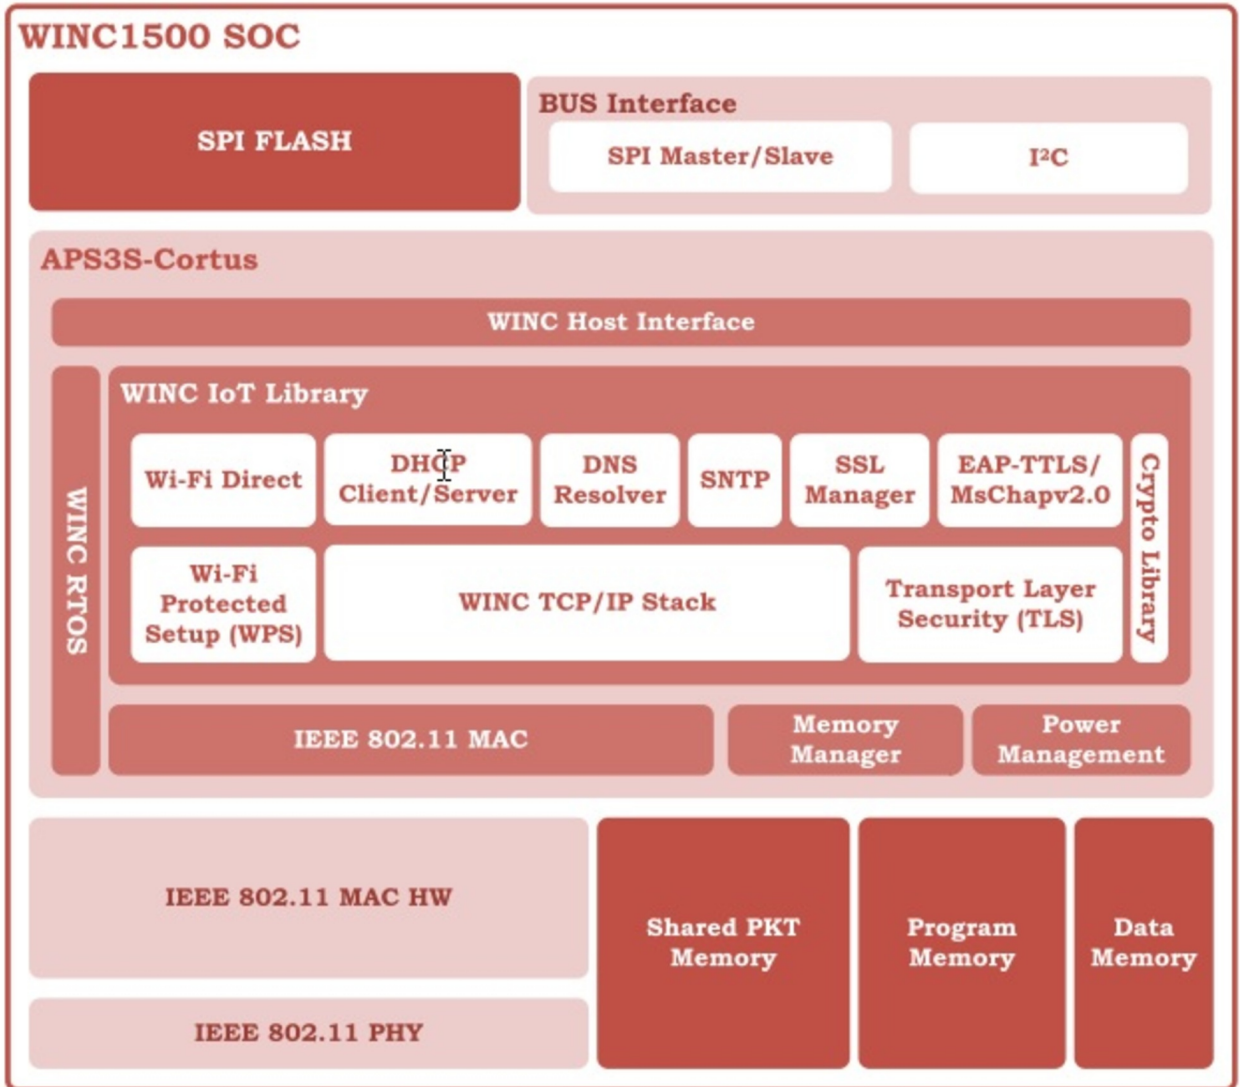 WINC1500 SOC
SPI FLASH
BUS Interface
SPI Master/Slave
I²C
APS3S-Cortus
WINC Host Interface
WINC RTOS
WINC IoT Library
Wi-Fi Direct
DHCP
Client/Server
DNS
Resolver
SNTP
SSL
Manager
EAP-TTLS/
MsChapv2.0
Crypto Library
Wi-Fi
Protected
Setup (WPS)
WINC TCP/IP Stack
Transport Layer
Security (TLS)
IEEE 802.11 MAC
Memory
Manager
Power
Management
IEEE 802.11 MAC HW
IEEE 802.11 PHY
Shared PKT
Memory
Program
Memory
Data
Memory